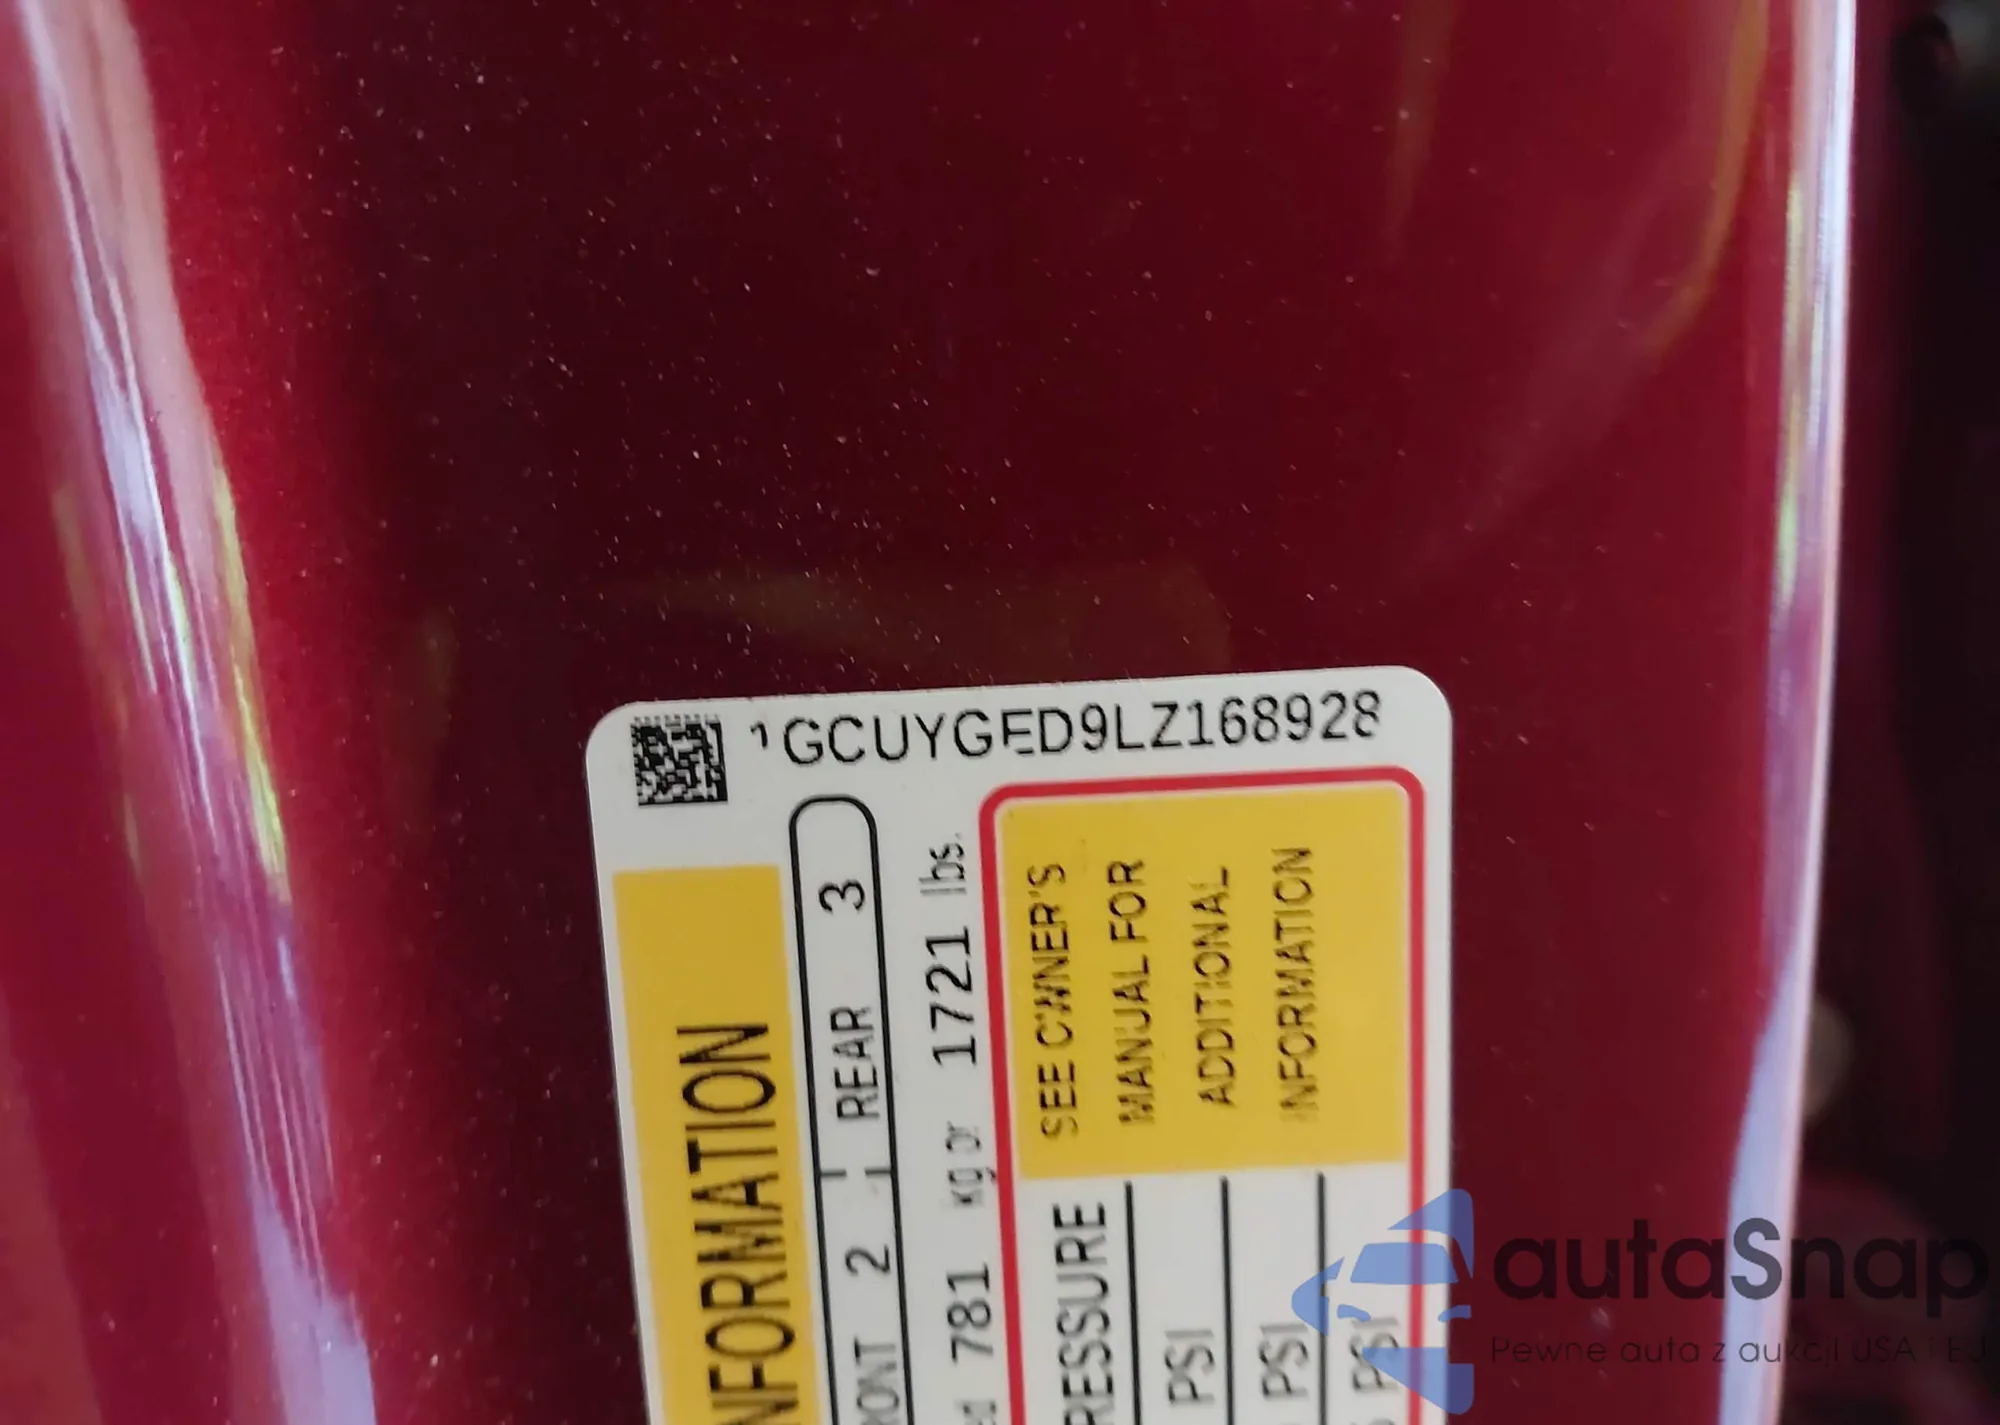 1GCUYGED9LZ168928
INFORMATION
FRONT 2 REAR 3
781 kg or 1721 lbs.
PRESSURE
SEE OWNER'S
MANUAL FOR
ADDITIONAL
INFORMATION
PSI
PSI
PSI
autaSnap
Pewne auta z aukcji USA i EU